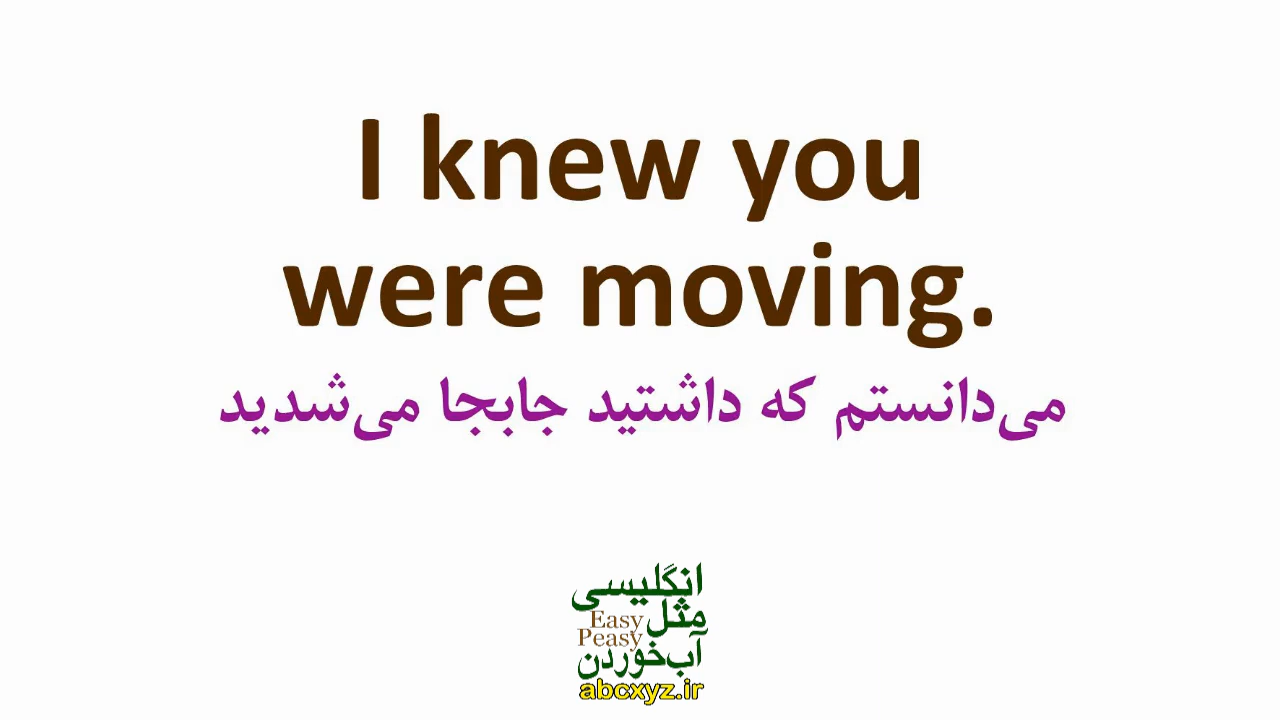 I knew you
were moving.
می‌دانستم که داشتید جابجا می‌شدید
انگلیسی
مثل
Easy
Peasy
آب‌خوردن
abcxyz.ir